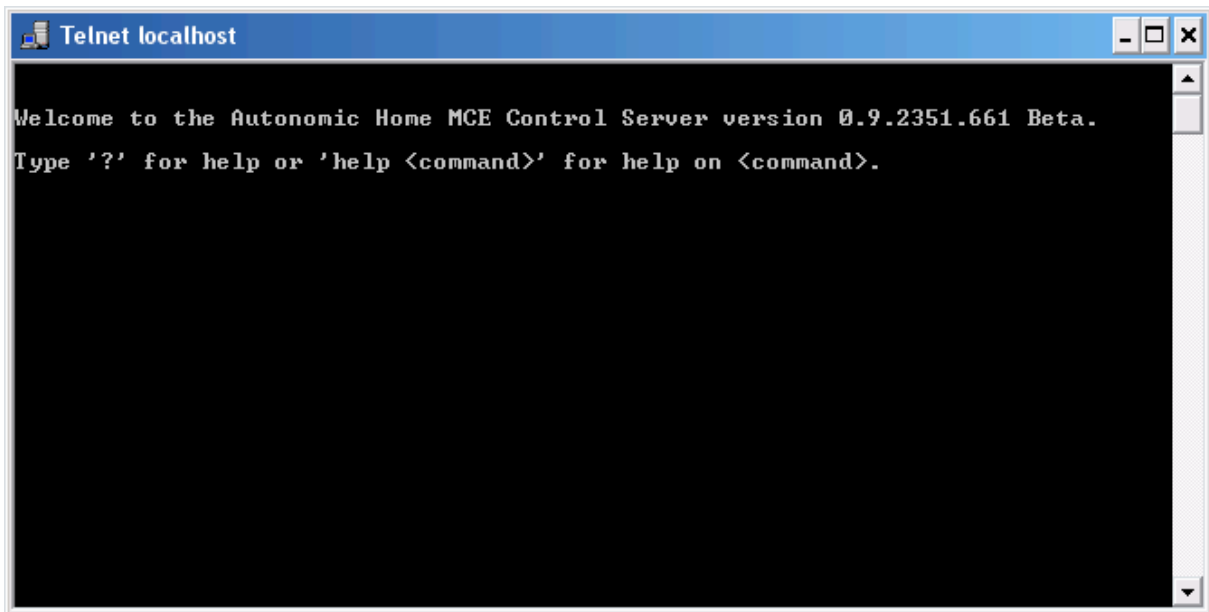 Telnet localhost
Welcome to the Autonomic Home MCE Control Server version 0.9.2351.661 Beta.
Type '?' for help or 'help <command>' for help on <command>.